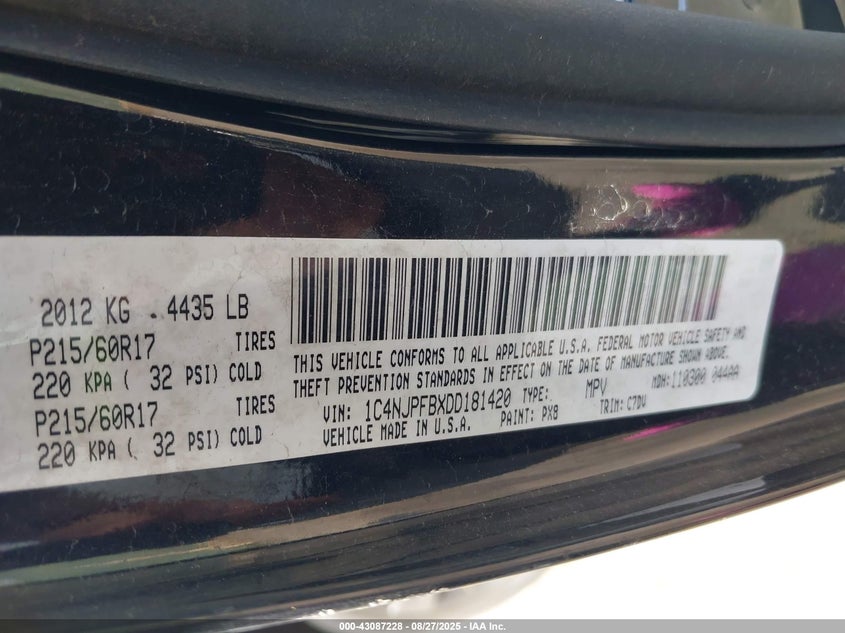 2012 KG . 4435 LB
P215/60R17 TIRES
220 KPA ( 32 PSI) COLD
P215/60R17 TIRES
220 KPA ( 32 PSI) COLD
THIS VEHICLE CONFORMS TO ALL APPLICABLE U.S.A. FEDERAL MOTOR VEHICLE SAFETY AND
THEFT PREVENTION STANDARDS IN EFFECT ON THE DATE OF MANUFACTURE SHOWN ABOVE.
VIN: 1C4NJPFBXDD181420 TYPE: MPV MDH: 110300 044AA
VEHICLE MADE IN U.S.A. PAINT: PX8 TRIM: C7DV
000-43087228 - 08/27/2025 - IAA Inc.